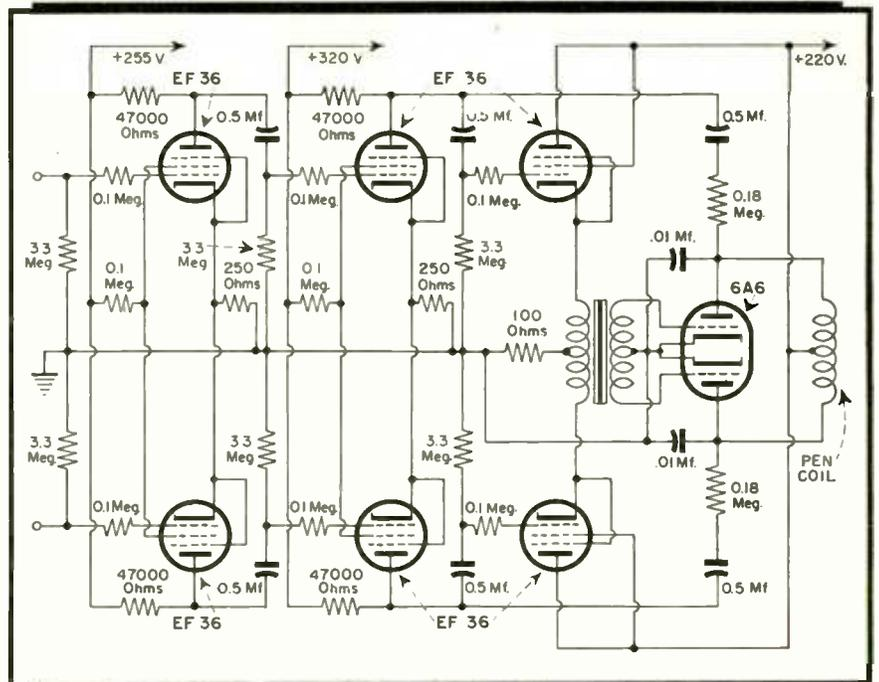 +255 V
+320 V
+220V.
EF 36
EF 36
47000
Ohms
0.5 Mf
47000
Ohms
0.5 Mf.
0.5 Mf.
0.1 Meg.
0.1 Meg.
0.1 Meg.
0.18
Meg.
.01 Mf.
3.3
Meg
0.1
Meg
3.3
Meg
250
Ohms
0.1
Meg
250
Ohms
3.3
Meg.
6A6
100
Ohms
3.3
Meg.
3.3
Meg
3.3
Meg.
.01 Mf.
PEN
COIL
0.1 Meg.
0.1 Meg.
0.1 Meg.
0.18
Meg.
47000
Ohms
0.5 Mf.
47000
Ohms
0.5 Mf.
0.5 Mf
EF 36
EF 36